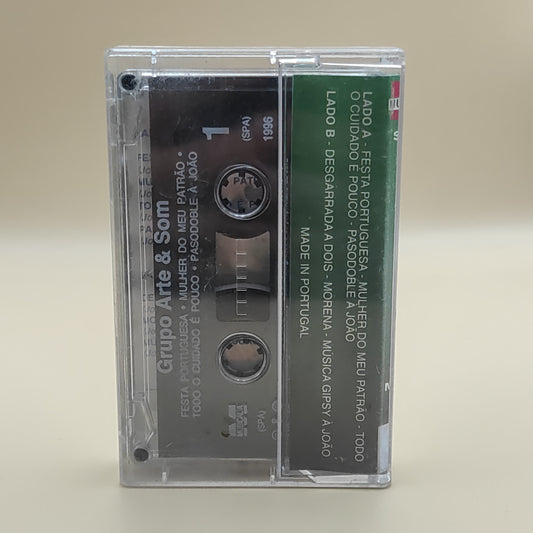 Grupo Arte & Som
FESTA PORTUGUESA • MULHER DO MEU PATRÃO •
TODO O CUIDADO É POUCO • PASODOBLE À JOÃO
1
(SPA)
1996
(SPA)
LADO A - FESTA PORTUGUESA - MULHER DO MEU PATRÃO - TODO
O CUIDADO É POUCO - PASODOBLE À JOÃO
LADO B - DESGARRADA A DOIS - MORENA - MÚSICA GIPSY À JOÃO
MADE IN PORTUGAL